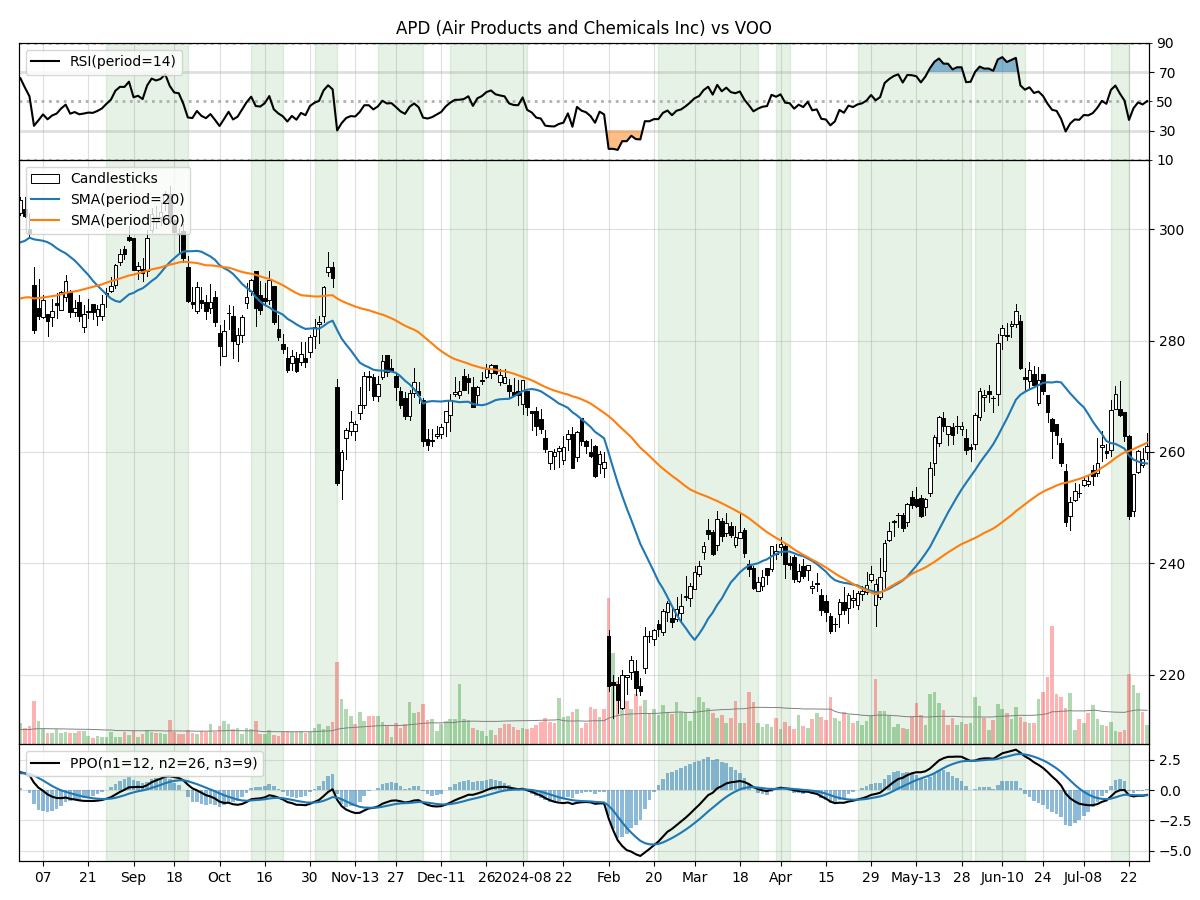 APD (Air Products and Chemicals Inc) vs VOO
RSI(period=14)
90
70
50
30
10
Candlesticks
SMA(period=20)
SMA(period=60)
300
280
260
240
220
PPO(n1=12, n2=26, n3=9)
2.5
0.0
−2.5
−5.0
07 21 Sep 18 Oct 16 30 Nov-13 27 Dec-11 26 2024-08 22 Feb 20 Mar 18 Apr 15 29 May-13 28 Jun-10 24 Jul-08 22